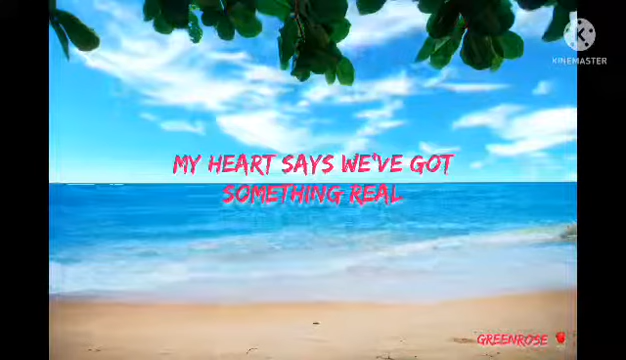 K
KINEMASTER
MY HEART SAYS WE'VE GOT
SOMETHING REAL
GREENROSE